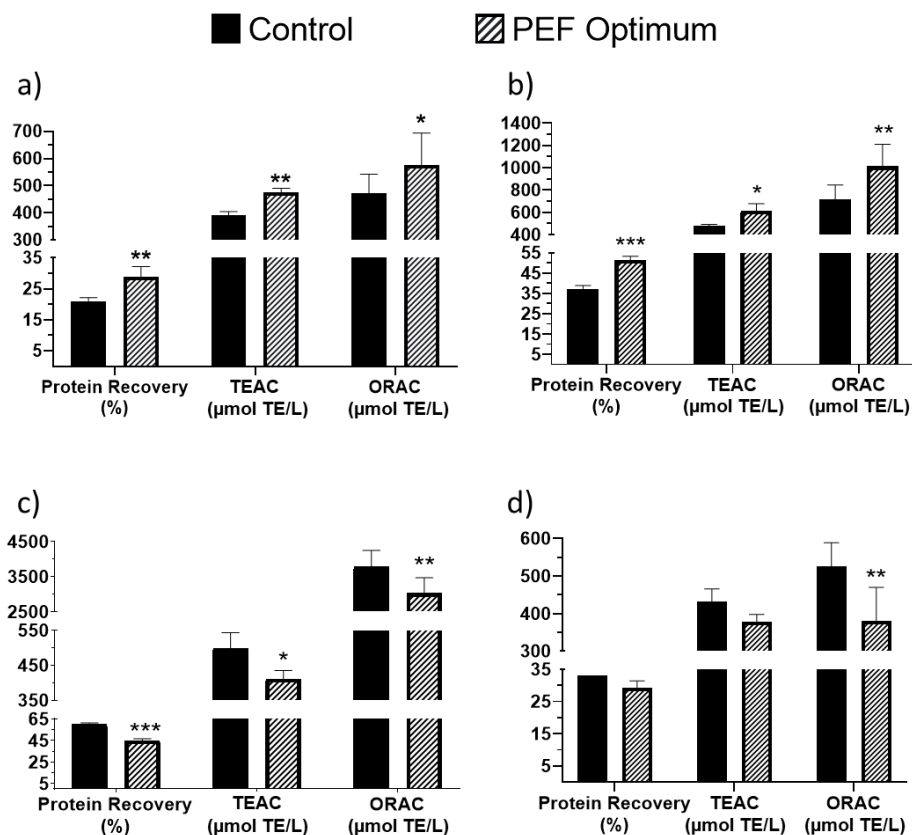 Control PEF Optimum
a)
700
600
500
400
300
35
25
15
5
**
**
*
Protein Recovery
(%)
TEAC
(µmol TE/L)
ORAC
(µmol TE/L)
b)
1400
1200
1000
800
600
400
55
45
35
25
15
5
***
*
**
Protein Recovery
(%)
TEAC
(µmol TE/L)
ORAC
(µmol TE/L)
c)
4500
3500
2500
550
450
350
65
45
25
5
***
*
**
Protein Recovery
(%)
TEAC
(µmol TE/L)
ORAC
(µmol TE/L)
d)
600
500
400
300
35
25
15
5
**
Protein Recovery
(%)
TEAC
(µmol TE/L)
ORAC
(µmol TE/L)